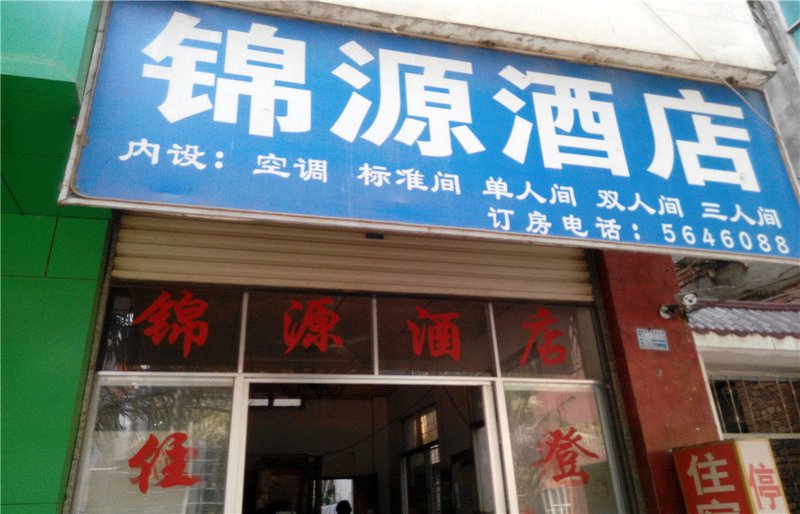 锦源酒店
内设：空调 标准间 单人间 双人间 三人间
订房电话：5646088
锦源酒店
住
登
住
停